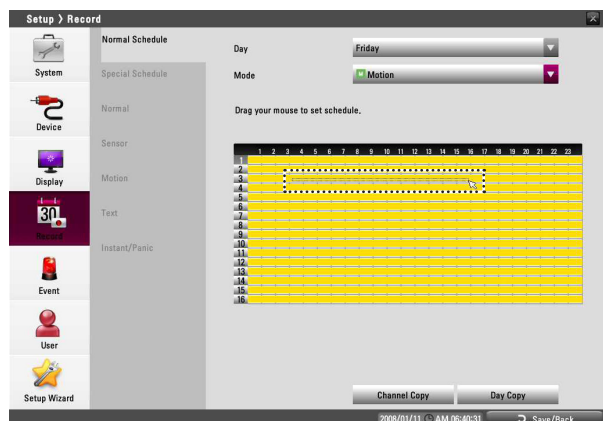 Setup > Record
System
Device
Display
30
Record
Event
User
Setup Wizard
Normal Schedule
Special Schedule
Normal
Sensor
Motion
Text
Instant/Panic
Day
Friday
Mode
M Motion
Drag your mouse to set schedule,
1 2 3 4 5 6 7 8 9 10 11 12 13 14 15 16 17 18 19 20 21 22 23
1
2
3
4
5
6
7
8
9
10
11
12
13
14
15
16
Channel Copy
Day Copy
2008/01/11 AM 06:40:31
Save/Back